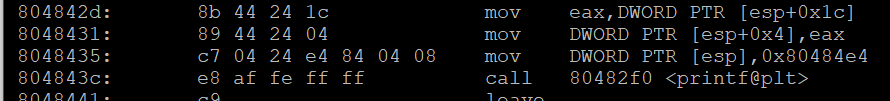 804842d: 8b 44 24 1c mov eax,DWORD PTR [esp+0x1c]
8048431: 89 44 24 04 mov DWORD PTR [esp+0x4],eax
8048435: c7 04 24 e4 84 04 08 mov DWORD PTR [esp],0x80484e4
804843c: e8 af fe ff ff call 80482f0 <printf@plt>
8048441: c9 leave